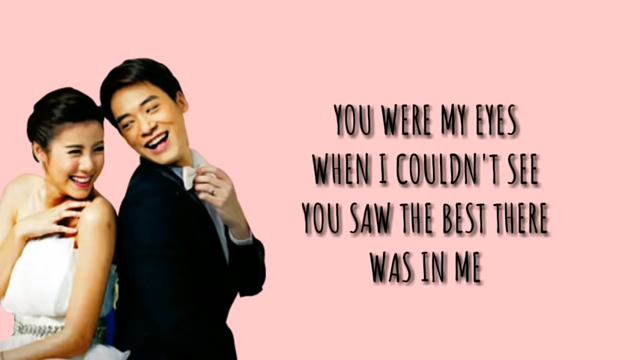 YOU WERE MY EYES
WHEN I COULDN'T SEE
YOU SAW THE BEST THERE
WAS IN ME